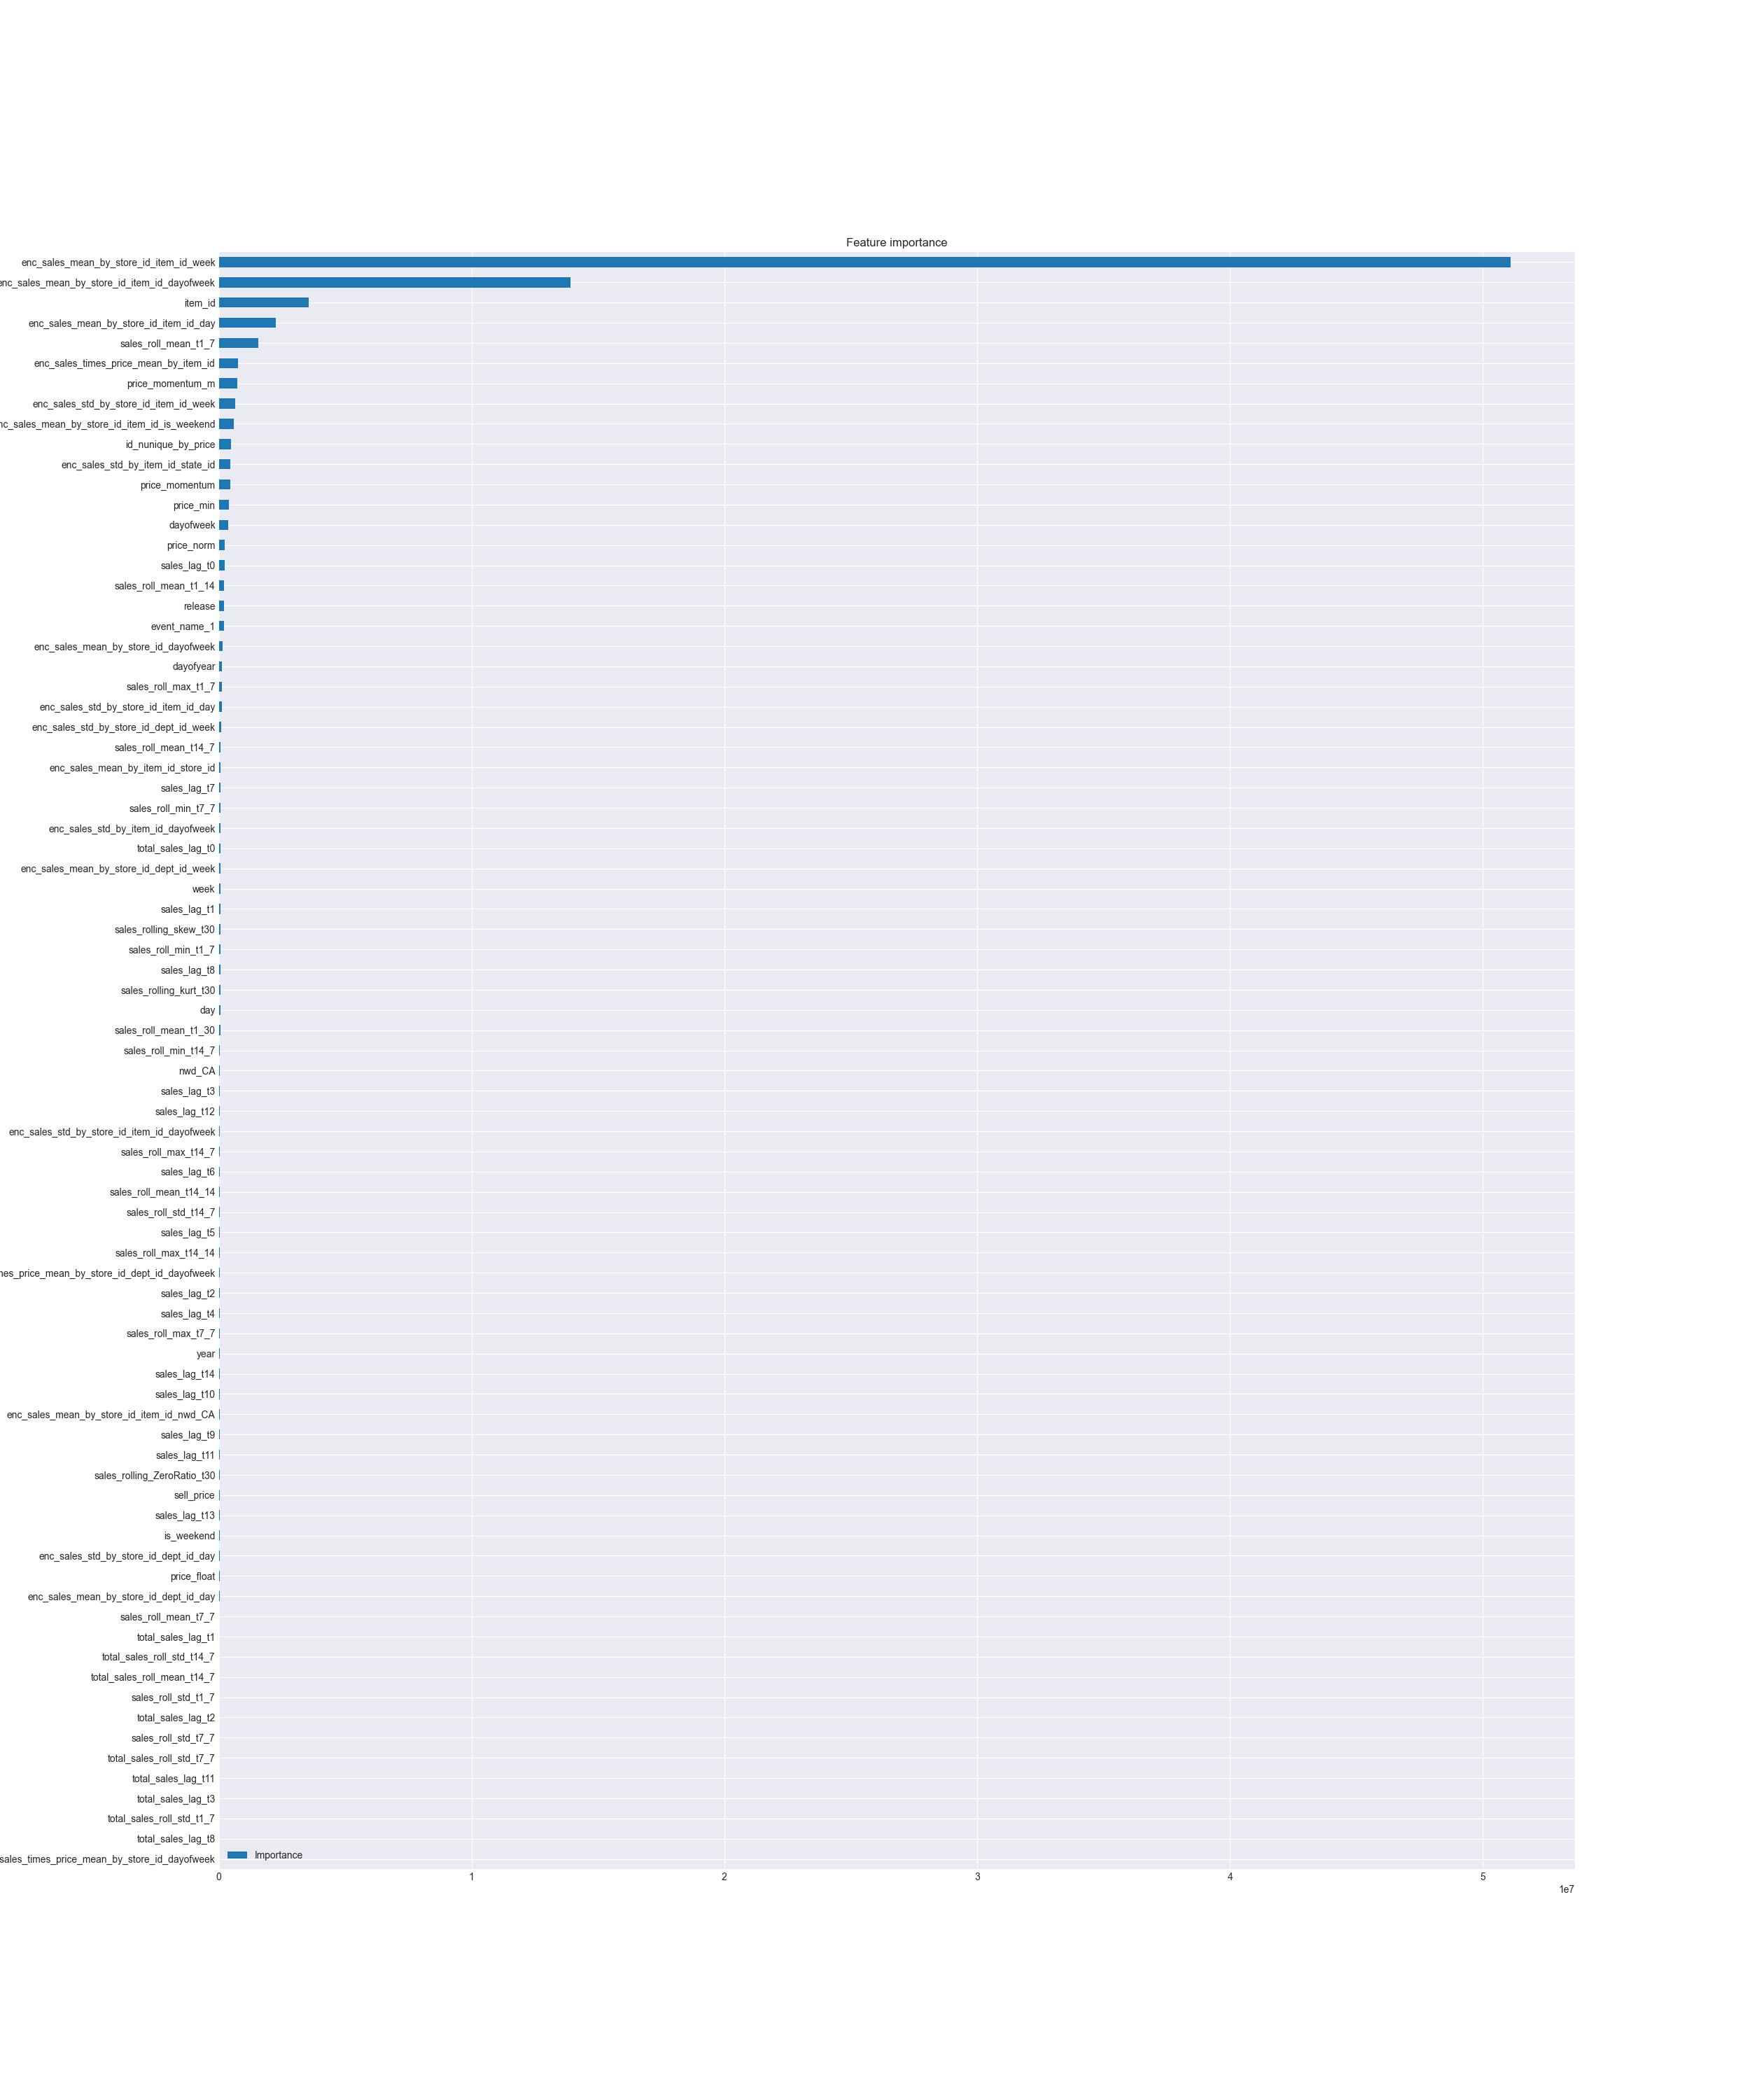 Feature importance
enc_sales_mean_by_store_id_item_id_week
enc_sales_mean_by_store_id_item_id_dayofweek
item_id
enc_sales_mean_by_store_id_item_id_day
sales_roll_mean_t1_7
enc_sales_times_price_mean_by_item_id
price_momentum_m
enc_sales_std_by_store_id_item_id_week
nc_sales_mean_by_store_id_item_id_is_weekend
id_nunique_by_price
enc_sales_std_by_item_id_state_id
price_momentum
price_min
dayofweek
price_norm
sales_lag_t0
sales_roll_mean_t1_14
release
event_name_1
enc_sales_mean_by_store_id_dayofweek
dayofyear
sales_roll_max_t1_7
enc_sales_std_by_store_id_item_id_day
enc_sales_std_by_store_id_dept_id_week
sales_roll_mean_t14_7
enc_sales_mean_by_item_id_store_id
sales_lag_t7
sales_roll_min_t7_7
enc_sales_std_by_item_id_dayofweek
total_sales_lag_t0
enc_sales_mean_by_store_id_dept_id_week
week
sales_lag_t1
sales_rolling_skew_t30
sales_roll_min_t1_7
sales_lag_t8
sales_rolling_kurt_t30
day
sales_roll_mean_t1_30
sales_roll_min_t14_7
nwd_CA
sales_lag_t3
sales_lag_t12
enc_sales_std_by_store_id_item_id_dayofweek
sales_roll_max_t14_7
sales_lag_t6
sales_roll_mean_t14_14
sales_roll_std_t14_7
sales_lag_t5
sales_roll_max_t14_14
nes_price_mean_by_store_id_dept_id_dayofweek
sales_lag_t2
sales_lag_t4
sales_roll_max_t7_7
year
sales_lag_t14
sales_lag_t10
enc_sales_mean_by_store_id_item_id_nwd_CA
sales_lag_t9
sales_lag_t11
sales_rolling_ZeroRatio_t30
sell_price
sales_lag_t13
is_weekend
enc_sales_std_by_store_id_dept_id_day
price_float
enc_sales_mean_by_store_id_dept_id_day
sales_roll_mean_t7_7
total_sales_lag_t1
total_sales_roll_std_t14_7
total_sales_roll_mean_t14_7
sales_roll_std_t1_7
total_sales_lag_t2
sales_roll_std_t7_7
total_sales_roll_std_t7_7
total_sales_lag_t11
total_sales_lag_t3
total_sales_roll_std_t1_7
total_sales_lag_t8
sales_times_price_mean_by_store_id_dayofweek
Importance
0 1 2 3 4 5
1e7